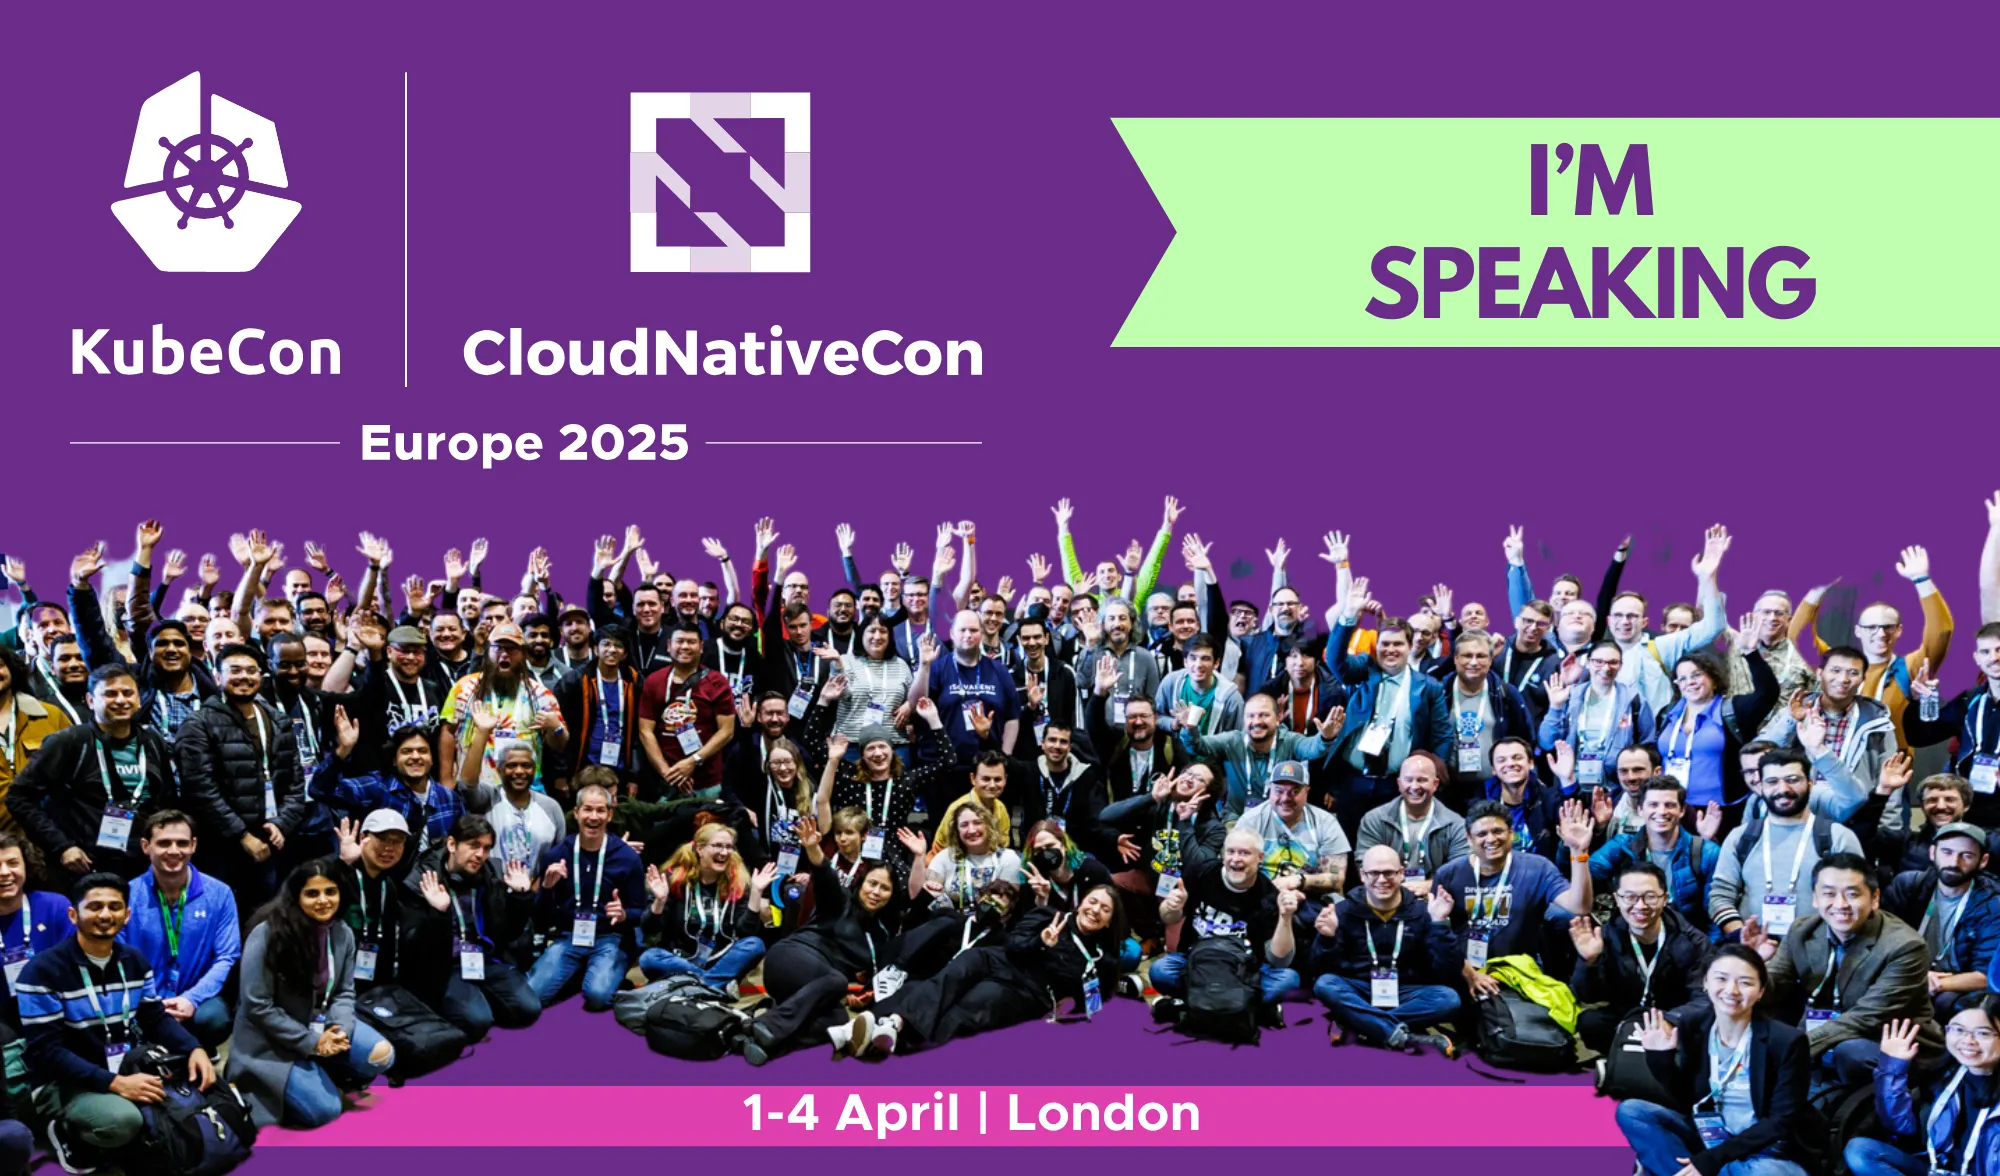 KubeCon
CloudNativeCon
Europe 2025
I'M
SPEAKING
1-4 April | London